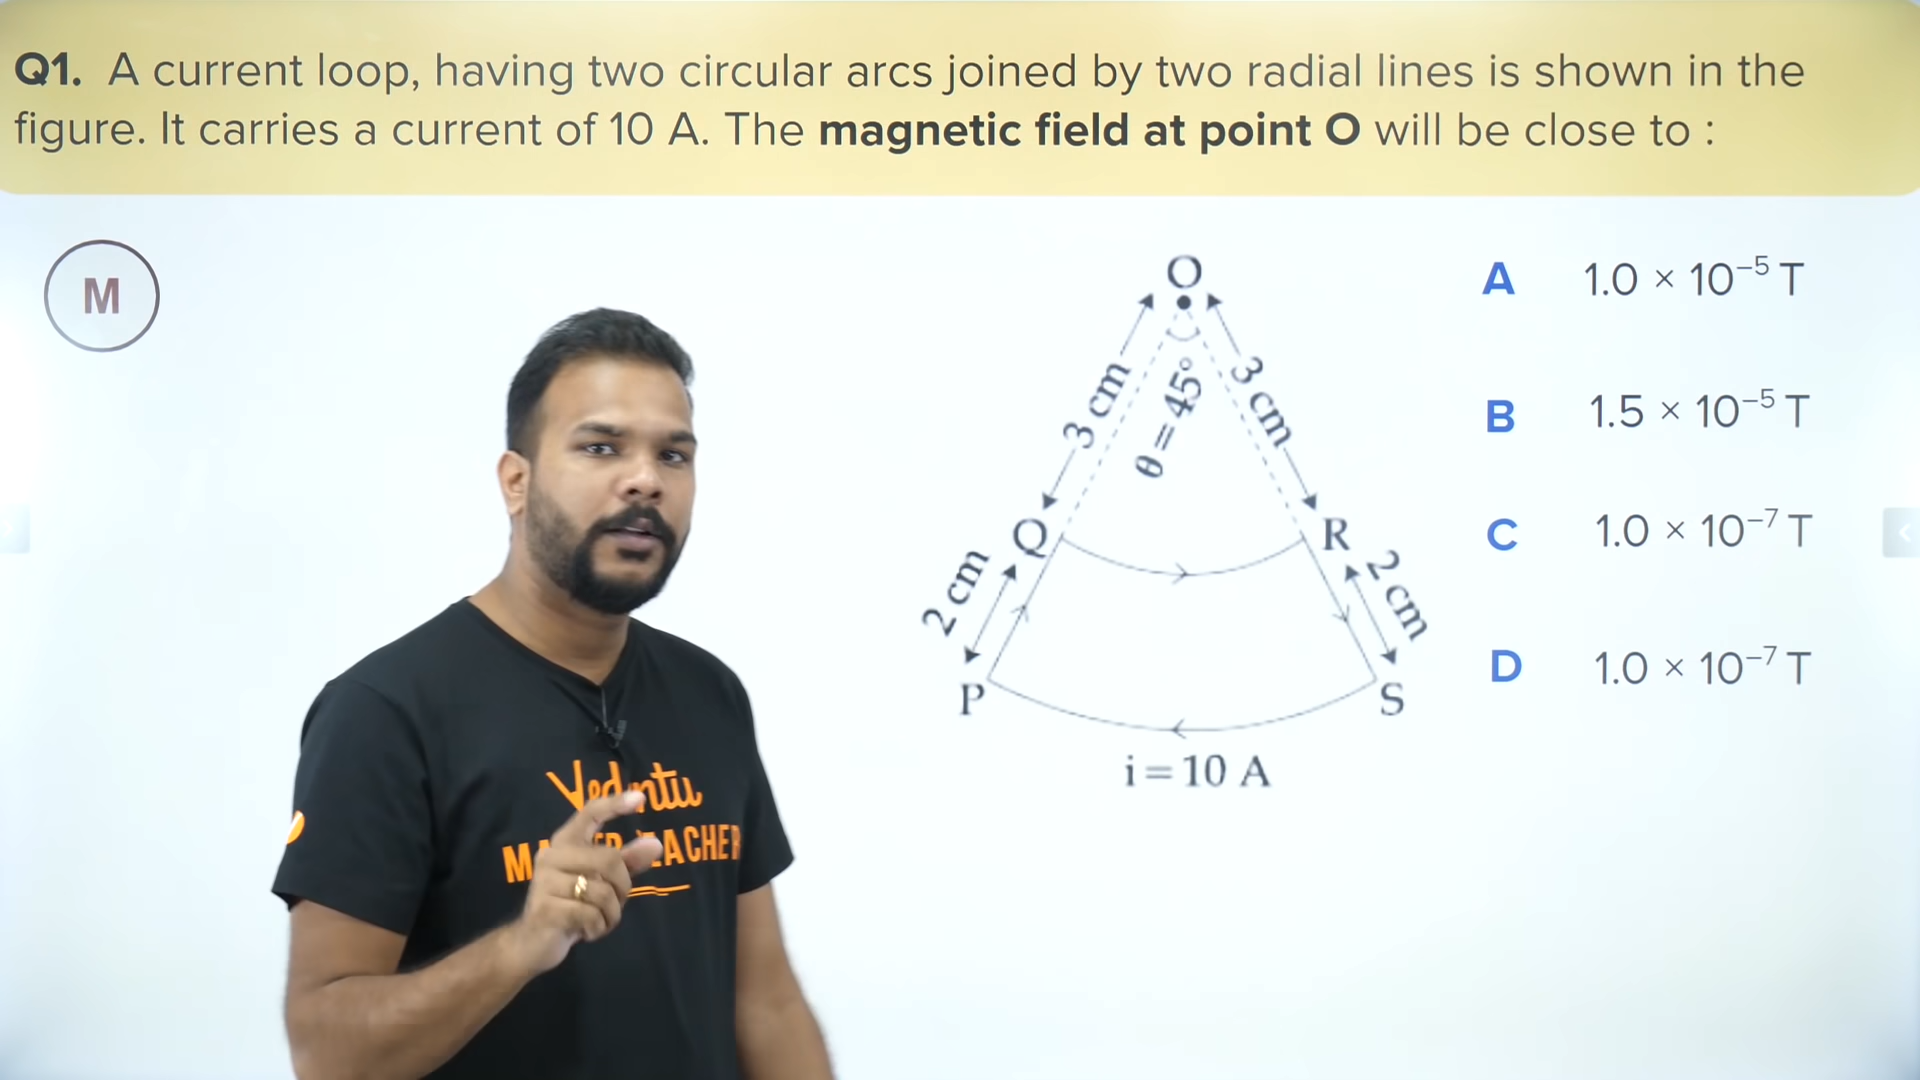 Q1. A current loop, having two circular arcs joined by two radial lines is shown in the
figure. It carries a current of 10 A. The magnetic field at point O will be close to :
M
O
3 cm
3 cm
θ = 45°
Q
R
2 cm
2 cm
P
S
i = 10 A
A 1.0 × 10⁻⁵ T
B 1.5 × 10⁻⁵ T
C 1.0 × 10⁻⁷ T
D 1.0 × 10⁻⁷ T